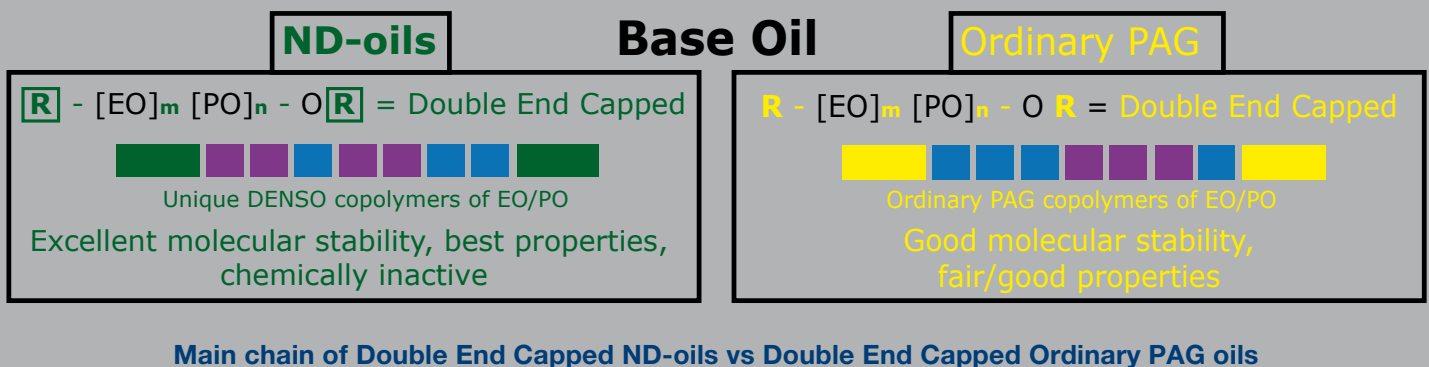 Base Oil
ND-oils
R - [EO]m [PO]n - O R = Double End Capped
Unique DENSO copolymers of EO/PO
Excellent molecular stability, best properties,
chemically inactive
Ordinary PAG
R - [EO]m [PO]n - O R = Double End Capped
Ordinary PAG copolymers of EO/PO
Good molecular stability,
fair/good properties
Main chain of Double End Capped ND-oils vs Double End Capped Ordinary PAG oils